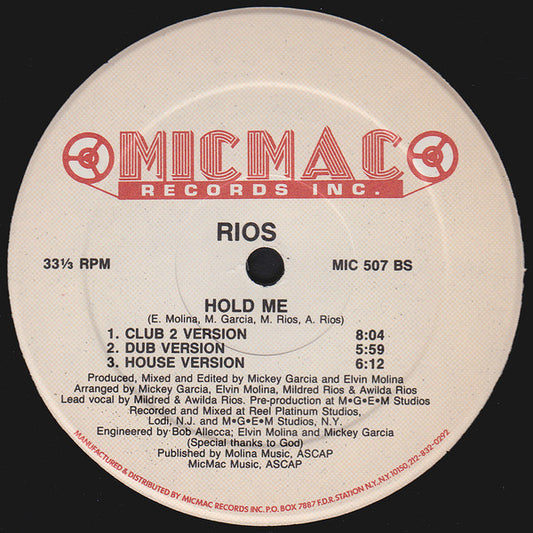 MICMAC
RECORDS INC.
RIOS
33⅓ RPM
MIC 507 BS
HOLD ME
(E. Molina, M. Garcia, M. Rios, A. Rios)
1. CLUB 2 VERSION 8:04
2. DUB VERSION 5:59
3. HOUSE VERSION 6:12
Produced, Mixed and Edited by Mickey Garcia and Elvin Molina
Arranged by Mickey Garcia, Elvin Molina, Mildred Rios & Awilda Rios
Lead vocal by Mildred & Awilda Rios. Pre-production at M•G•E•M Studios
Recorded and Mixed at Reel Platinum Studios,
Lodi, N.J. and M•G•E•M Studios, N.Y.
Engineered by Bob Allecca; Elvin Molina and Mickey Garcia
(Special thanks to God)
Published by Molina Music, ASCAP
MicMac Music, ASCAP
MANUFACTURED & DISTRIBUTED BY MICMAC RECORDS INC. P.O. BOX 7887 F.D.R. STATION N.Y., N.Y. 10150, 212-832-0292